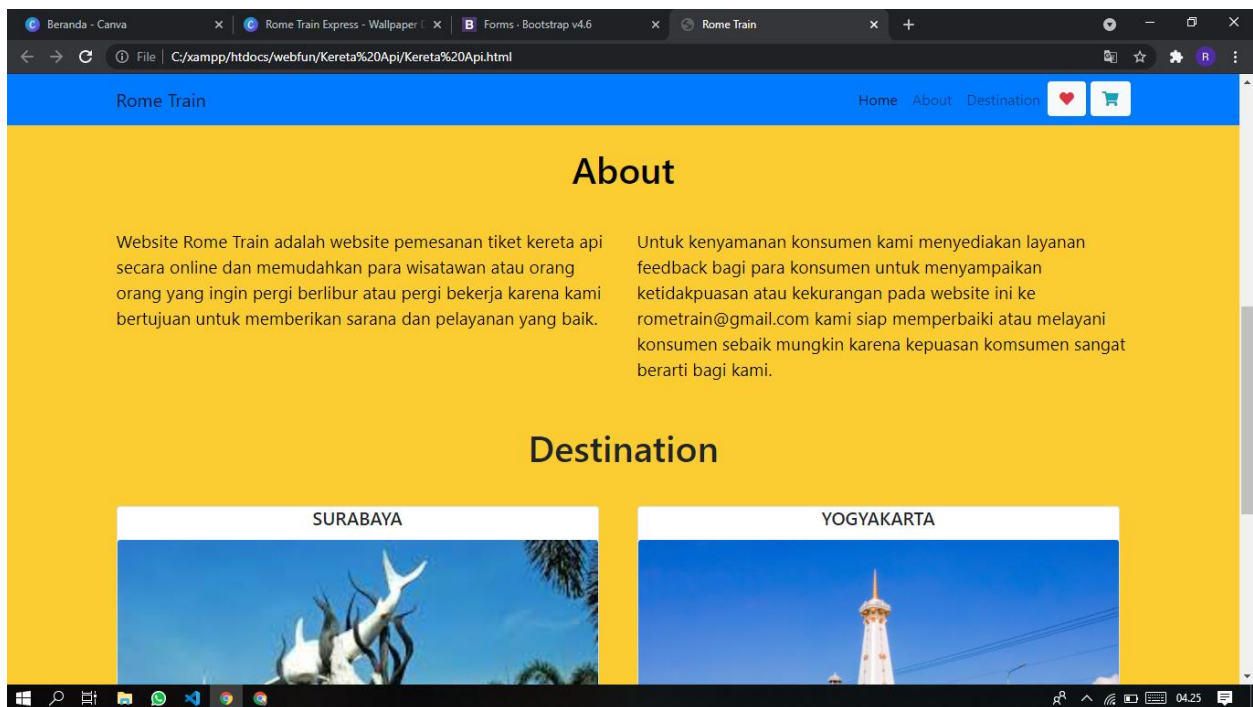 Beranda - Canva
Rome Train Express - Wallpaper
Forms · Bootstrap v4.6
Rome Train
File | C:/xampp/htdocs/webfun/Kereta%20Api/Kereta%20Api.html
R
Rome Train
Home About Destination
About
Website Rome Train adalah website pemesanan tiket kereta api
secara online dan memudahkan para wisatawan atau orang
orang yang ingin pergi berlibur atau pergi bekerja karena kami
bertujuan untuk memberikan sarana dan pelayanan yang baik.
Untuk kenyamanan konsumen kami menyediakan layanan
feedback bagi para konsumen untuk menyampaikan
ketidakpuasan atau kekurangan pada website ini ke
rometrain@gmail.com kami siap memperbaiki atau melayani
konsumen sebaik mungkin karena kepuasan komsumen sangat
berarti bagi kami.
Destination
SURABAYA
YOGYAKARTA
04.25